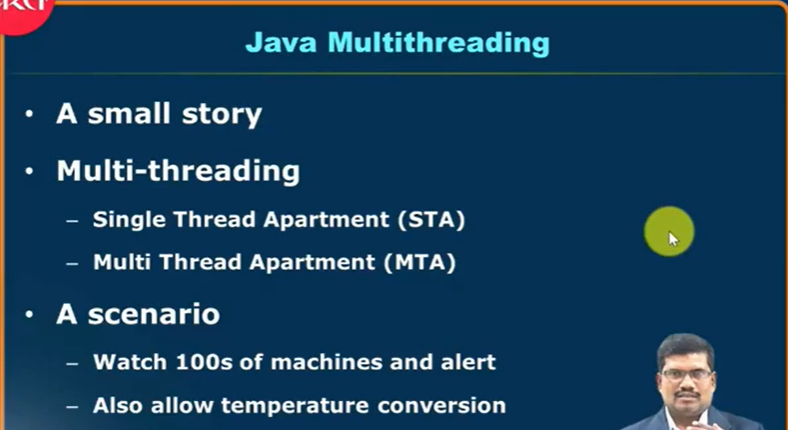 Java Multithreading
• A small story
• Multi-threading
– Single Thread Apartment (STA)
– Multi Thread Apartment (MTA)
• A scenario
– Watch 100s of machines and alert
– Also allow temperature conversion